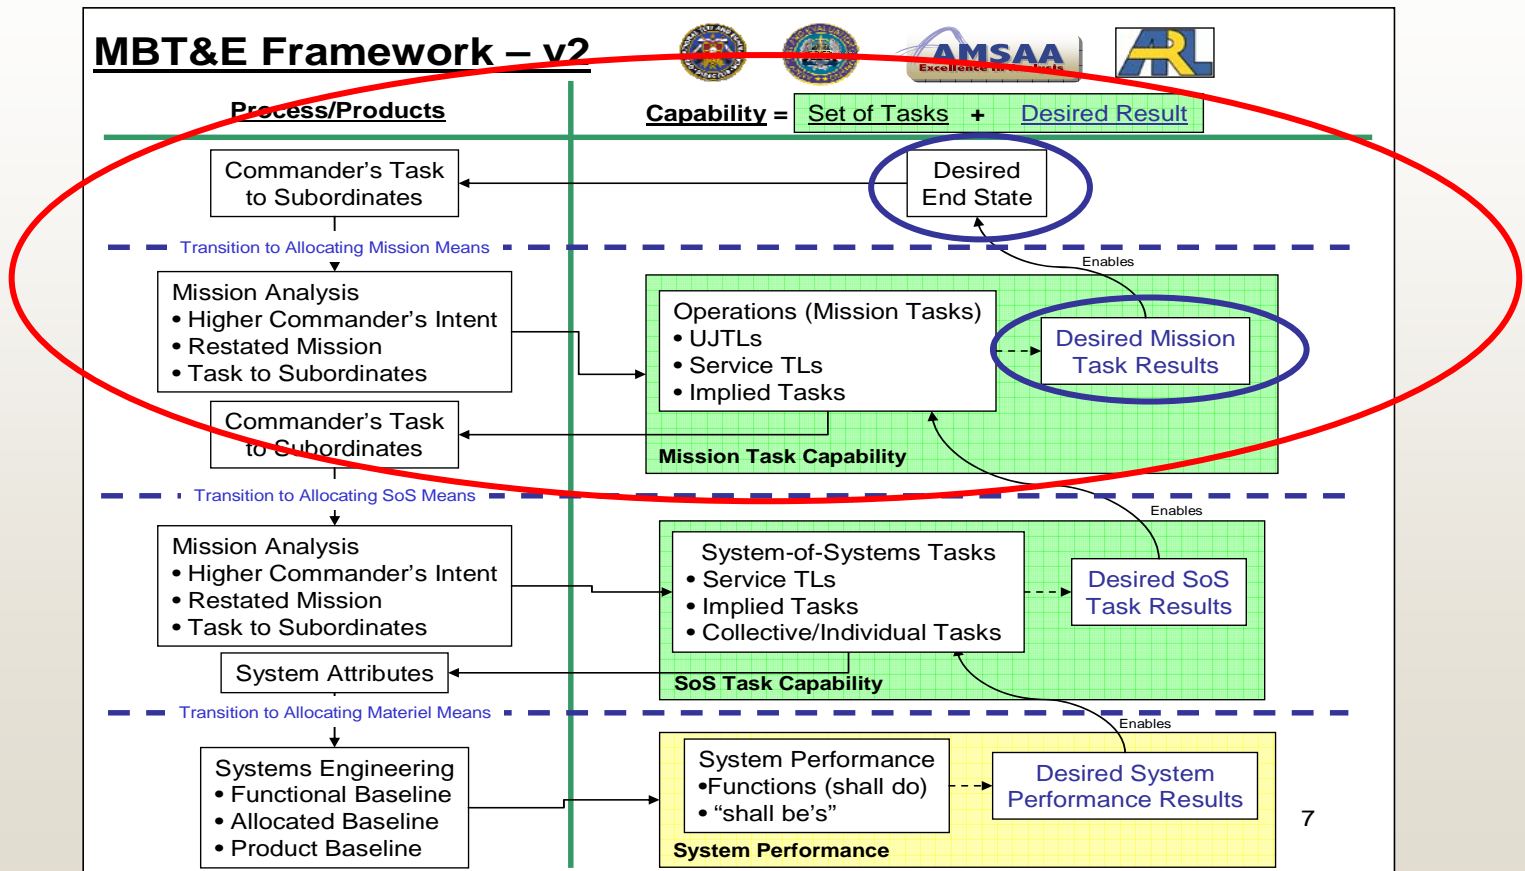 MBT&E Framework – v2
AMSAA
Excellence in Analysis
ARL
Process/Products
Capability = Set of Tasks + Desired Result
Commander's Task
to Subordinates
Desired
End State
Transition to Allocating Mission Means
Enables
Mission Analysis
• Higher Commander's Intent
• Restated Mission
• Task to Subordinates
Operations (Mission Tasks)
• UJTLs
• Service TLs
• Implied Tasks
Desired Mission
Task Results
Commander's Task
to Subordinates
Mission Task Capability
Transition to Allocating SoS Means
Enables
Mission Analysis
• Higher Commander's Intent
• Restated Mission
• Task to Subordinates
System-of-Systems Tasks
• Service TLs
• Implied Tasks
• Collective/Individual Tasks
Desired SoS
Task Results
System Attributes
SoS Task Capability
Transition to Allocating Materiel Means
Enables
Systems Engineering
• Functional Baseline
• Allocated Baseline
• Product Baseline
System Performance
•Functions (shall do)
• “shall be's”
Desired System
Performance Results
System Performance
7